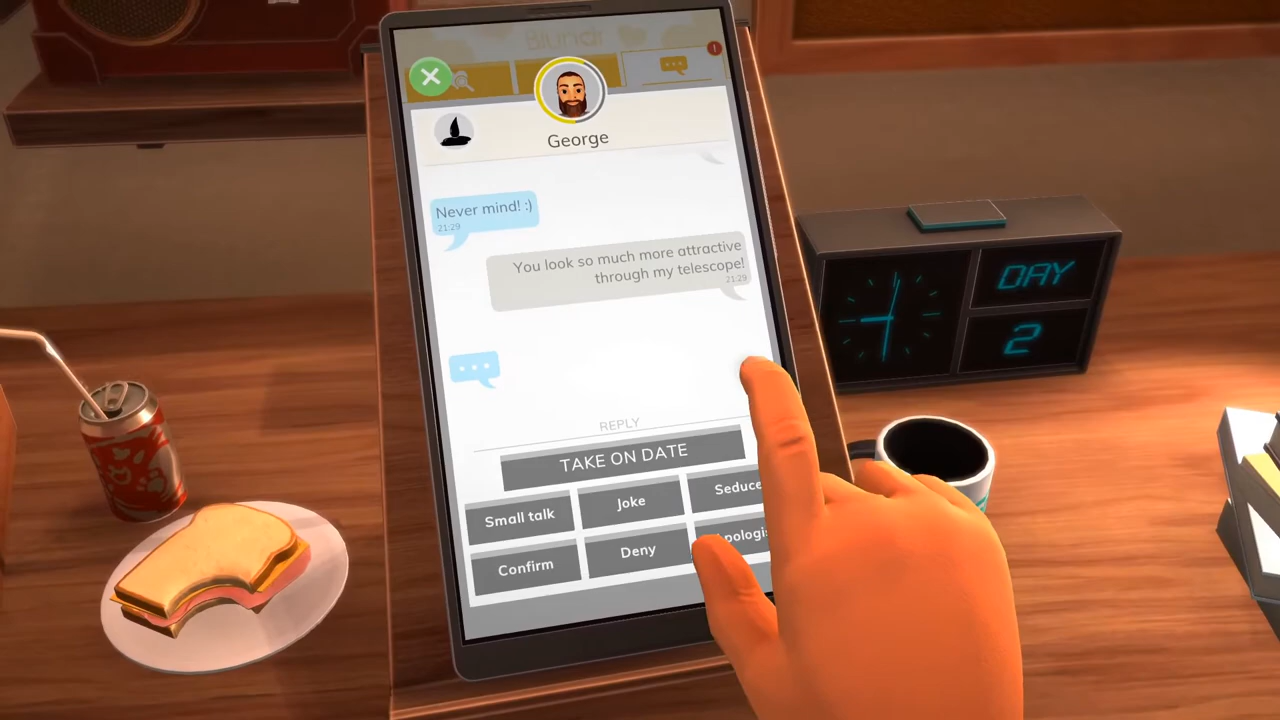 George
Never mind! :)
21:29
You look so much more attractive
through my telescope!
21:29
REPLY
TAKE ON DATE
Small talk
Joke
Seduce
Confirm
Deny
DAY
2